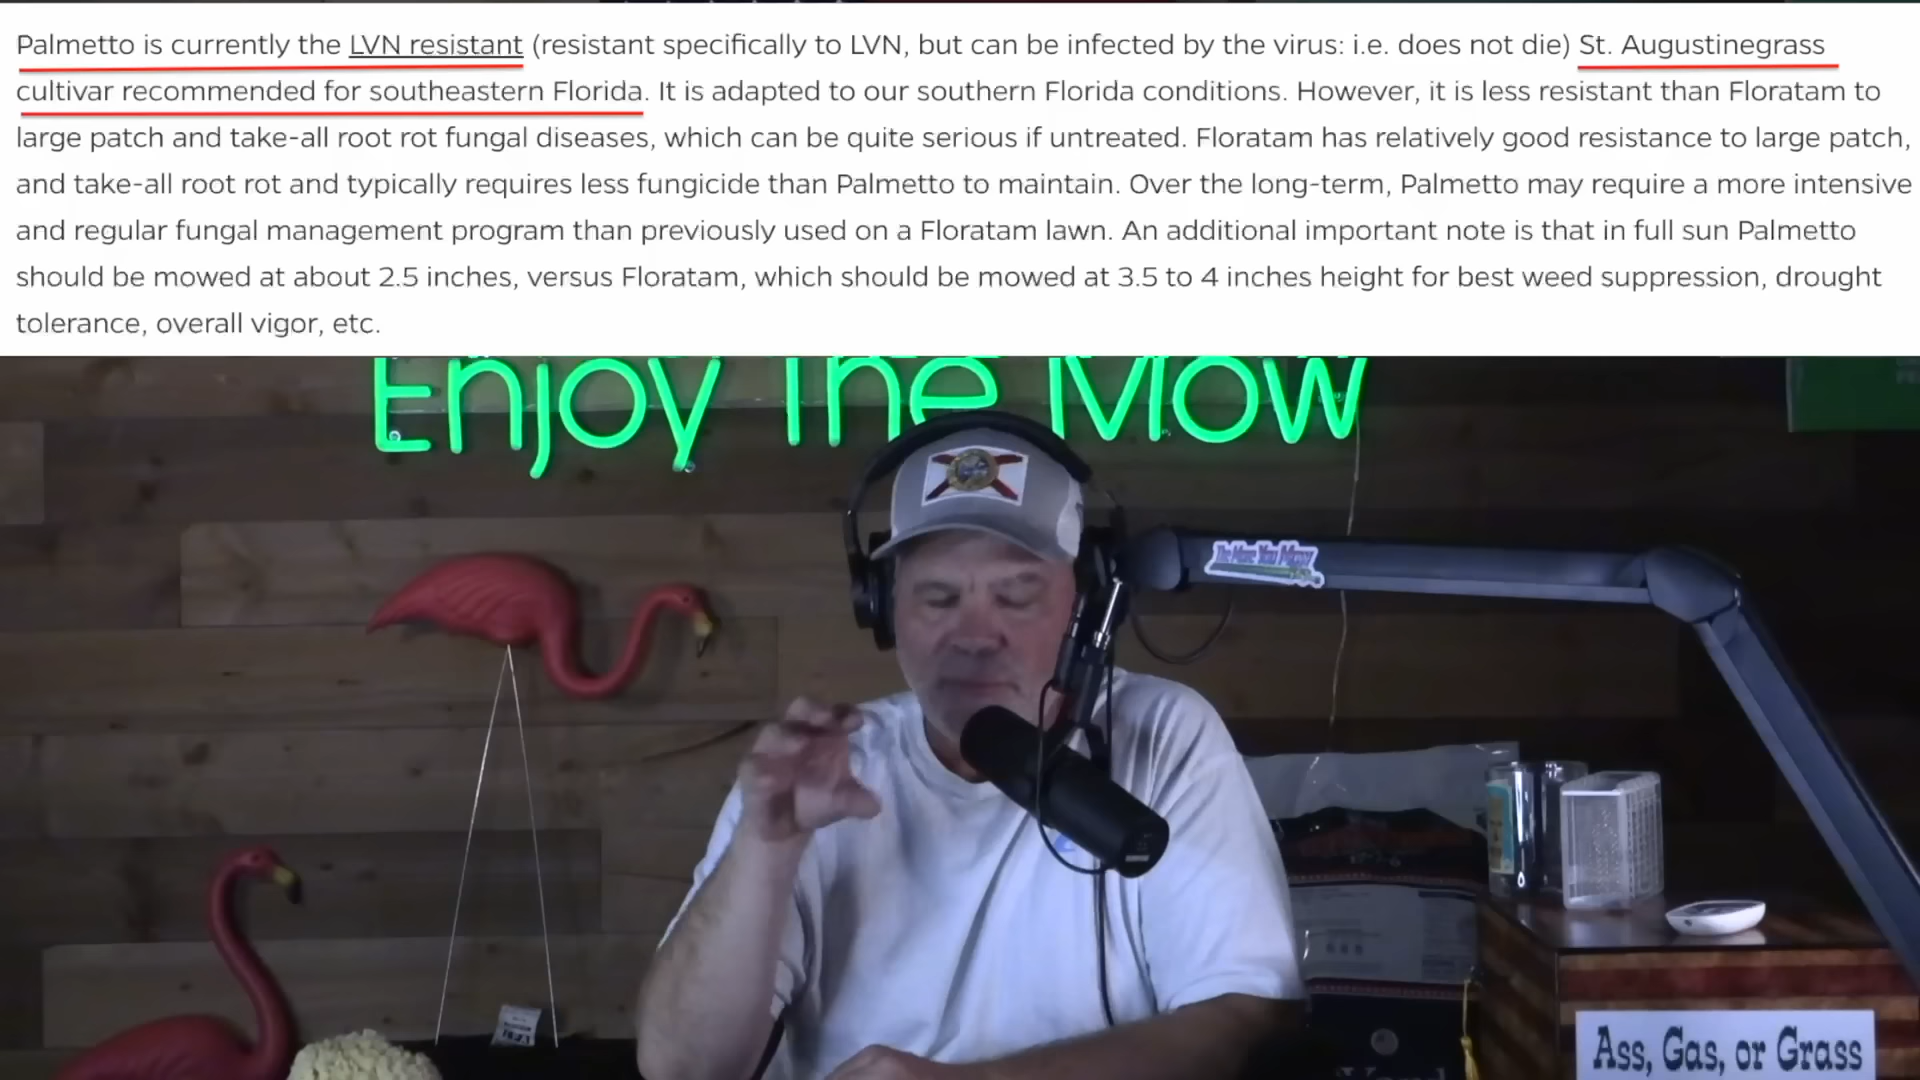 Palmetto is currently the LVN resistant (resistant specifically to LVN, but can be infected by the virus: i.e. does not die) St. Augustinegrass
cultivar recommended for southeastern Florida. It is adapted to our southern Florida conditions. However, it is less resistant than Floratam to
large patch and take-all root rot fungal diseases, which can be quite serious if untreated. Floratam has relatively good resistance to large patch,
and take-all root rot and typically requires less fungicide than Palmetto to maintain. Over the long-term, Palmetto may require a more intensive
and regular fungal management program than previously used on a Floratam lawn. An additional important note is that in full sun Palmetto
should be mowed at about 2.5 inches, versus Floratam, which should be mowed at 3.5 to 4 inches height for best weed suppression, drought
tolerance, overall vigor, etc.
Enjoy The Mow
The More You Mow
Ass, Gas, or Grass